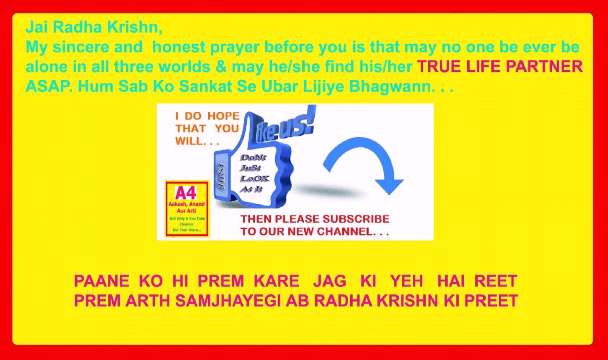 Jai Radha Krishn,
My sincere and honest prayer before you is that may no one be ever be
alone in all three worlds & may he/she find his/her TRUE LIFE PARTNER
ASAP. Hum Sab Ko Sankat Se Ubar Lijiye Bhagwann. . .
I DO HOPE
THAT YOU
WILL. . .
like us!
DoNt
JuSt
LoOK
At It
A4
Aakash, Anand
Aur Arti
Channel
THEN PLEASE SUBSCRIBE
TO OUR NEW CHANNEL. . .
PAANE KO HI PREM KARE JAG KI YEH HAI REET
PREM ARTH SAMJHAYEGI AB RADHA KRISHN KI PREET